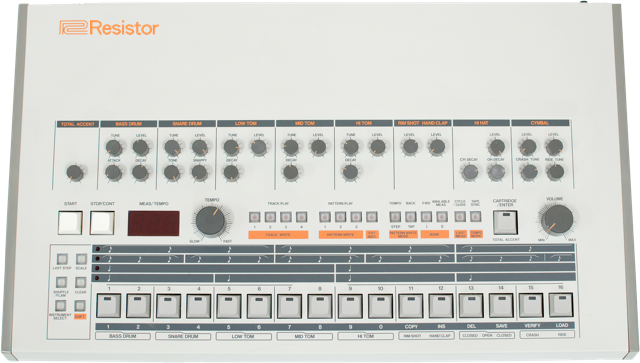 Resistor
TOTAL ACCENT BASS DRUM SNARE DRUM LOW TOM MID TOM HI TOM RIM SHOT HAND CLAP HI HAT CYMBAL
TUNE LEVEL TUNE LEVEL TUNE LEVEL TUNE LEVEL TUNE LEVEL LEVEL LEVEL LEVEL TUNE LEVEL
ATTACK DECAY TONE SNAPPY DECAY DECAY DECAY CH DECAY OH DECAY CRASH TUNE RIDE TUNE
START STOP/CONT MEAS/TEMPO TEMPO TRACK PLAY PATTERN PLAY TEMPO BACK FWD AVAILABLE MEAS CYCLE/GUIDE TAPE SYNC CARTRIDGE/ENTER VOLUME
1 2 3 4 1 2 3 STEP TAP
SLOW FAST TRACK WRITE PATTERN WRITE TOTAL ACCENT MIN MAX
LAST STEP SCALE
SHUFFLE/FLAM CLEAR
INSTRUMENT SELECT
1 2 3 4 5 6 7 8 9 10 11 12 13 14 15 16
1 2 3 4 5 6 7 8 9 0 COPY INS DEL SAVE VERIFY LOAD
BASS DRUM SNARE DRUM LOW TOM MID TOM HI TOM RIM SHOT HAND CLAP CLOSED OPEN CLOSED CRASH RIDE